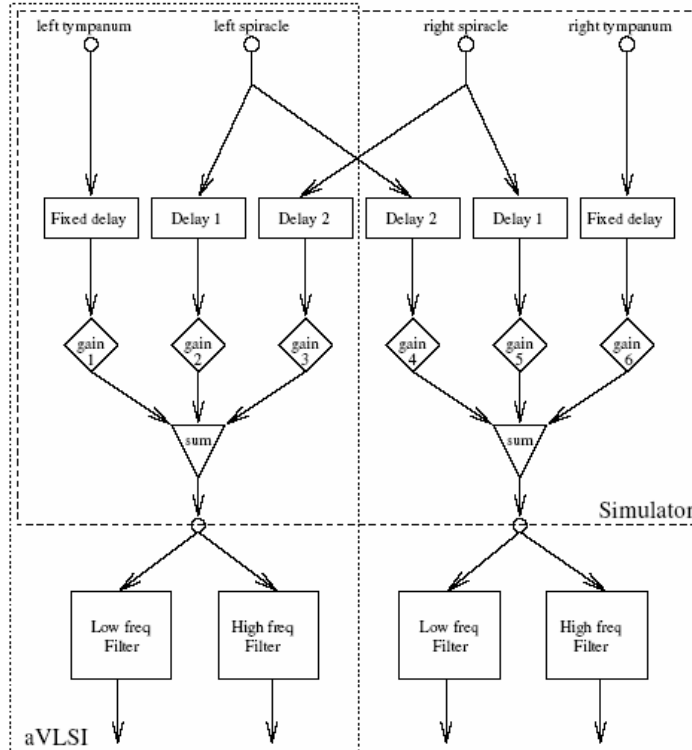 left tympanum left spiracle right spiracle right tympanum
Fixed delay Delay 1 Delay 2 Delay 2 Delay 1 Fixed delay
gain gain gain gain gain gain
1 2 3 4 5 6
sum sum
Simulator
Low freq High freq Low freq High freq
Filter Filter Filter Filter
aVLSI